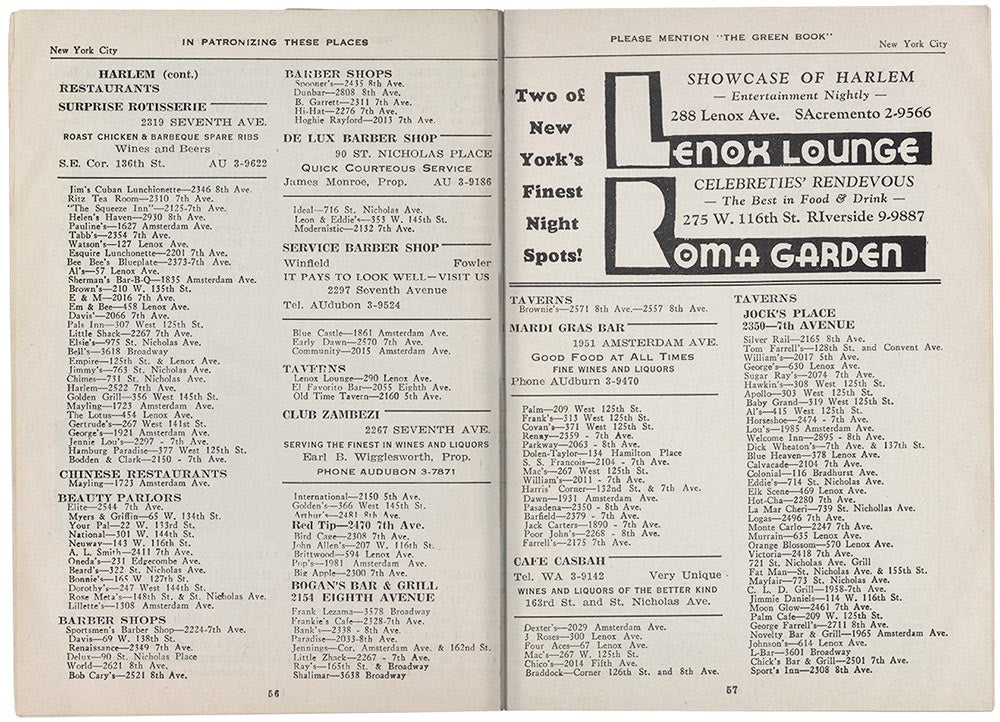 New York City
IN PATRONIZING THESE PLACES
HARLEM (cont.)
RESTAURANTS
SURPRISE ROTISSERIE
2319 SEVENTH AVE.
ROAST CHICKEN & BARBEQUE SPARE RIBS
Wines and Beers
S.E. Cor. 136th St. AU 3-9622
Jim's Cuban Lunchionette—2346 8th Ave.
Ritz Tea Room—2310 7th Ave.
"The Squeeze Inn"—2125-7th Ave.
Helen's Haven—2930 8th Ave.
Pauline's—1627 Amsterdam Ave.
Tabb's—2354 7th Ave.
Watson's—127 Lenox Ave.
Esquire Lunchonette—2201 7th Ave.
Bee Bee's Blueplate—2373-7th Ave.
Al's—57 Lenox Ave.
Sherman's Bar-B-Q—1835 Amsterdam Ave.
Brown's—210 W. 135th St.
E & M—2016 7th Ave.
Em & Bee—458 Lenox Ave.
Davis'—2066 7th Ave.
Pals Inn—307 West 125th St.
Little Shack—2267 7th Ave.
Elsie's—975 St. Nicholas Ave.
Bell's—3618 Broadway
Empire—125th St. & Lenox Ave.
Jimmy's—763 St. Nicholas Ave.
Chimes—731 St. Nicholas Ave.
Harlem—2522 7th Ave.
Golden Grill—356 West 145th St.
Mayling—1723 Amsterdam Ave.
The Lotus—454 Lenox Ave.
Gertrude's—267 West 141st St.
George's—1921 Amsterdam Ave.
Jennie Lou's—2297 - 7th Ave.
Hamburg Paradise—377 West 125th St.
Bodden & Clark—2150 - 7th Ave.
CHINESE RESTAURANTS
Mayling—1723 Amsterdam Ave.
BEAUTY PARLORS
Elite—2544 7th Ave.
Myers & Griffin—65 W. 134th St.
Your Pal—22 W. 133rd St.
National—301 W. 144th St.
Neuway—143 W. 116th St.
A. L. Smith—2411 7th Ave.
Oneda's—231 Edgecombe Ave.
Beard's—322 St. Nicholas Ave.
Bonnie's—165 W 127th St.
Dorothy's—247 West 144th St.
Rose Meta's—148th St. & St. Nicholas Ave.
Lillette's—1308 Amsterdam Ave.
BARBER SHOPS
Sportsmen's Barber Shop—2224-7th Ave.
Davis—69 W. 138th St.
Renaissance—2349 7th Ave.
Delux—90 St. Nicholas Place
World—2621 8th Ave.
Bob Cary's—2521 8th Ave.
BARBER SHOPS
Spooner's—2435 8th Ave.
Dunbar—2808 8th Ave.
B. Garrett—2311 7th Ave.
Hi-Hat—2276 7th Ave.
Hoghie Rayford—2013 7th Ave.
DE LUX BARBER SHOP
90 ST. NICHOLAS PLACE
QUICK COURTEOUS SERVICE
James Monroe, Prop. AU 3-9186
Ideal—716 St. Nicholas Ave.
Leon & Eddie's—353 W. 145th St.
Modernistic—2132 7th Ave.
SERVICE BARBER SHOP
Winfield Fowler
IT PAYS TO LOOK WELL—VISIT US
2297 Seventh Avenue
Tel. AUdubon 3-9524
Blue Castle—1861 Amsterdam Ave.
Early Dawn—2570 7th Ave.
Community—2015 Amsterdam Ave.
TAVERNS
Lenox Lounge—290 Lenox Ave.
El Favorito Bar—2055 Eighth Ave.
Old Time Tavern—2160 5th Ave.
CLUB ZAMBEZI
2267 SEVENTH AVE.
SERVING THE FINEST IN WINES AND LIQUORS
Earl B. Wigglesworth, Prop.
PHONE AUDUBON 3-7871
International—2150 5th Ave.
Golden's—366 West 145th St.
Arthur's—2481 8th Ave.
Red Tip—2470 7th Ave.
Bird Cage—2308 7th Ave.
John Allen's—207 W. 116th St.
Brittwood—594 Lenox Ave.
Pop's—1981 Amsterdam Ave.
Big Apple—2300 7th Ave.
BOGAN'S BAR & GRILL
2154 EIGHTH AVENUE
Frank Lezama—3578 Broadway
Frankie's Cafe—2328-7th Ave.
Bank's—2338 - 8th Ave.
Paradise—2033-8th Ave.
Jennings—Cor. Amsterdam Ave. & 162nd St.
Little Zhack—2267 - 7th Ave.
Ray's—165th St. & Broadway
Shalimar—3638 Broadway
56
PLEASE MENTION "THE GREEN BOOK"
New York City
Two of
New
York's
Finest
Night
Spots!
SHOWCASE OF HARLEM
— Entertainment Nightly —
288 Lenox Ave. SAcremento 2-9566
LENOX LOUNGE
CELEBRETIES' RENDEVOUS
— The Best in Food & Drink —
275 W. 116th St. RIverside 9-9887
ROMA GARDEN
TAVERNS
Brownie's—2571 8th Ave.—2557 8th Ave.
MARDI GRAS BAR
1951 AMSTERDAM AVE.
GOOD FOOD AT ALL TIMES
FINE WINES AND LIQUORS
Phone AUdburn 3-9470
Palm—209 West 125th St.
Frank's—313 West 125th St.
Covan's—371 West 125th St.
Renny—2359 - 7th Ave.
Parkway—2063 - 8th Ave.
Dolen-Taylor—134 Hamilton Place
S. S. Francois—2104 - 7th Ave.
Mac's—267 West 125th St.
William's—2011 - 7th Ave.
Harris' Corner—132nd St. & 7th Ave.
Dawn—1931 Amsterdam Ave.
Pasadena—2350 - 8th Ave.
Barfield—2379 - 7th Ave.
Jack Carters—1890 - 7th Ave.
Poor John's—2268 - 8th Ave.
Farrell's—2175 7th Ave.
CAFE CASBAH
Tel. WA 3-9142 Very Unique
WINES AND LIQUORS OF THE BETTER KIND
163rd St. and St. Nicholas Ave.
Dexter's—2029 Amsterdam Ave.
3 Roses—300 Lenox Ave.
Four Aces—67 Lenox Ave.
Mac's—267 W. 125th St.
Chico's—2014 Fifth Ave.
Braddock—Corner 126th St. and 8th Ave.
TAVERNS
JOCK'S PLACE
2350—7th AVENUE
Silver Rail—2165 8th Ave.
Tom Farrell's—128th St. and Convent Ave.
William's—2017 5th Ave.
George's—630 Lenox Ave.
Sugar Ray's—2074 7th Ave.
Hawkin's—308 West 125th St.
Apollo—303 West 125th St.
Baby Grand—319 West 125th St.
Al's—415 West 125th St.
Horseshoe—2474 - 7th Ave.
Lou's—1985 Amsterdam Ave.
Welcome Inn—2895 - 8th Ave.
Dick Wheaton's—7th Ave. & 137th St.
Blue Heaven—378 Lenox Ave.
Calvacade—2104 7th Ave.
Colonial—116 Bradhurst Ave.
Eddie's—714 St. Nicholas Ave.
Elk Scene—469 Lenox Ave.
Hot-Cha—2280 7th Ave.
La Mar Cheri—739 St. Nichollas Ave.
Logas—2496 7th Ave.
Monte Carlo—2247 7th Ave.
Murrain—635 Lenox Ave.
Orange Blossom—570 Lenox Ave.
Victoria—2418 7th Ave.
721 St. Nicholas Ave. Grill
Fat Man—St. Nicholas Ave. & 155th St.
Mayfair—773 St. Nicholas Ave.
C. L. D. Grill—1958-7th Ave.
Jimmie Daniels—114 W. 116th St.
Moon Glow—2461 7th Ave.
Palm Cafe—209 W. 125th St.
George Farrell's—2711 8th Ave.
Novelty Bar & Grill—1965 Amsterdam Ave.
Johnson's—614 Lenox Ave.
L-Bar—3601 Broadway
Chick's Bar & Grill—2501 7th Ave.
Sport's Inn—2308 8th Ave.
57